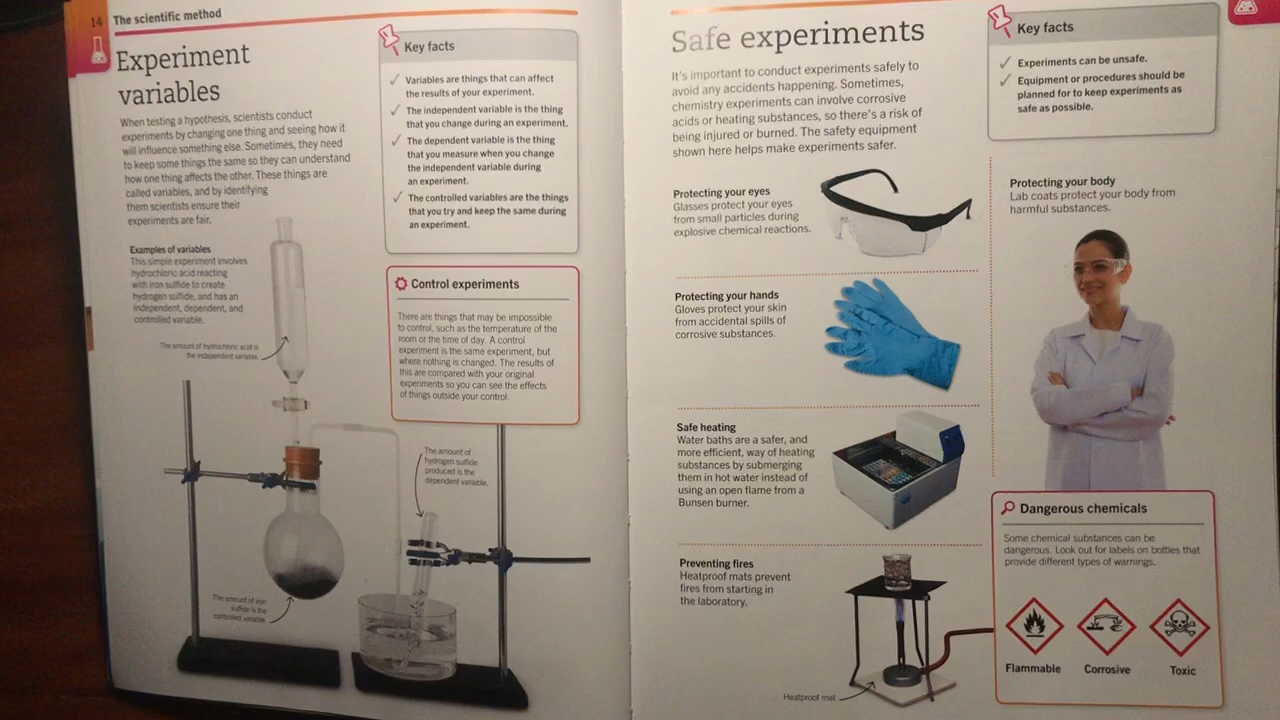 14 The scientific method
Experiment
variables
When testing a hypothesis, scientists conduct
experiments by changing one thing and seeing how it
will influence something else. Sometimes, they need
to keep some things the same so they can understand
how one thing affects the other. These things are
called variables, and by identifying
them scientists ensure their
experiments are fair.
Examples of variables
This simple experiment involves
hydrochloric acid reacting
with iron sulfide to create
hydrogen sulfide, and has an
independent, dependent, and
controlled variable.
The amount of hydrochloric acid is
the independent variable.
The amount of iron
sulfide is the
controlled variable.
Key facts
✓ Variables are things that can affect
the results of your experiment.
✓ The independent variable is the thing
that you change during an experiment.
✓ The dependent variable is the thing
that you measure when you change
the independent variable during
an experiment.
✓ The controlled variables are the things
that you try and keep the same during
an experiment.
Control experiments
There are things that may be impossible
to control, such as the temperature of the
room or the time of day. A control
experiment is the same experiment, but
where nothing is changed. The results of
this are compared with your original
experiments so you can see the effects
of things outside your control.
The amount of
hydrogen sulfide
produced is the
dependent variable.
Safe experiments
It's important to conduct experiments safely to
avoid any accidents happening. Sometimes,
chemistry experiments can involve corrosive
acids or heating substances, so there's a risk of
being injured or burned. The safety equipment
shown here helps make experiments safer.
Protecting your eyes
Glasses protect your eyes
from small particles during
explosive chemical reactions.
Protecting your hands
Gloves protect your skin
from accidental spills of
corrosive substances.
Safe heating
Water baths are a safer, and
more efficient, way of heating
substances by submerging
them in hot water instead of
using an open flame from a
Bunsen burner.
Preventing fires
Heatproof mats prevent
fires from starting in
the laboratory.
Heatproof mat
Key facts
✓ Experiments can be unsafe.
✓ Equipment or procedures should be
planned for to keep experiments as
safe as possible.
Protecting your body
Lab coats protect your body from
harmful substances.
Dangerous chemicals
Some chemical substances can be
dangerous. Look out for labels on bottles that
provide different types of warnings.
Flammable Corrosive Toxic